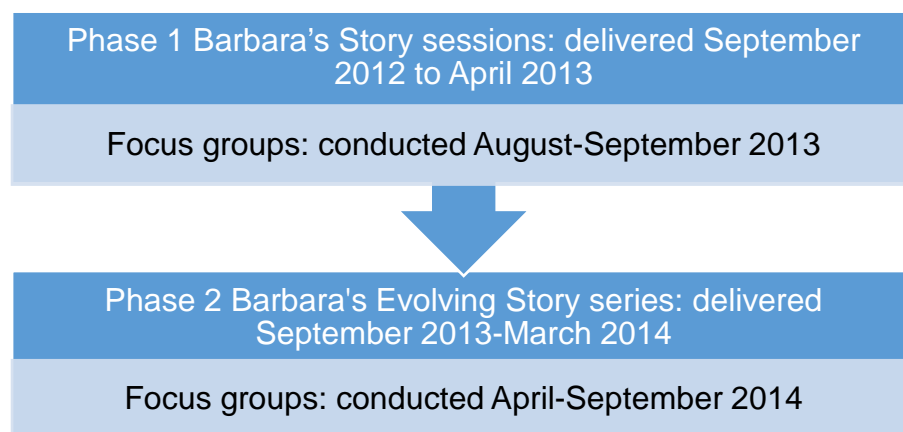 Phase 1 Barbara’s Story sessions: delivered September
2012 to April 2013
Focus groups: conducted August-September 2013
Phase 2 Barbara's Evolving Story series: delivered
September 2013-March 2014
Focus groups: conducted April-September 2014